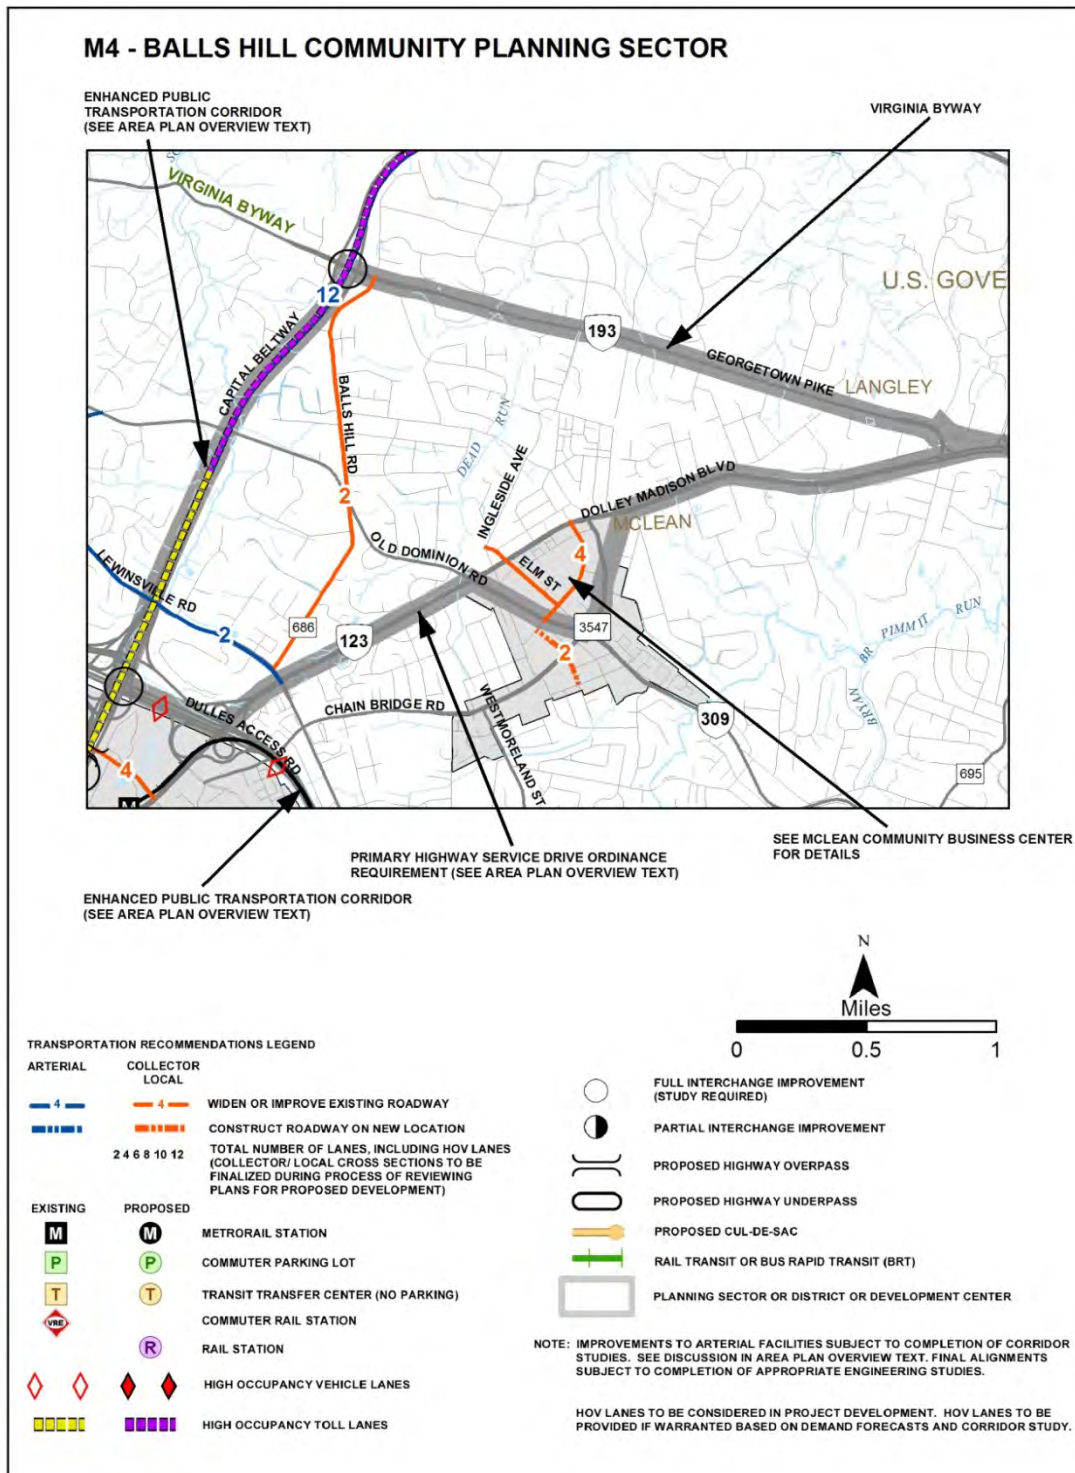 M4 - BALLS HILL COMMUNITY PLANNING SECTOR
ENHANCED PUBLIC
TRANSPORTATION CORRIDOR
(SEE AREA PLAN OVERVIEW TEXT)
VIRGINIA BYWAY
VIRGINIA BYWAY
12
CAPITAL BELTWAY
193
U.S. GOVE
GEORGETOWN PIKE
LANGLEY
BALLS HILL RD
2
DEAD RUN
INGLESIDE AVE
DOLLEY MADISON BLVD
MCLEAN
OLD DOMINION RD
ELM ST
4
LEWINSVILLE RD
2
686
123
3547
2
BR PIMMIT RUN
BRYAN
CHAIN BRIDGE RD
WESTMORELAND ST
309
695
DULLES ACCESS RD
4
M
SEE MCLEAN COMMUNITY BUSINESS CENTER
FOR DETAILS
PRIMARY HIGHWAY SERVICE DRIVE ORDINANCE
REQUIREMENT (SEE AREA PLAN OVERVIEW TEXT)
ENHANCED PUBLIC TRANSPORTATION CORRIDOR
(SEE AREA PLAN OVERVIEW TEXT)
N
Miles
0 0.5 1
TRANSPORTATION RECOMMENDATIONS LEGEND
ARTERIAL COLLECTOR
LOCAL
4 4 WIDEN OR IMPROVE EXISTING ROADWAY
CONSTRUCT ROADWAY ON NEW LOCATION
2 4 6 8 10 12 TOTAL NUMBER OF LANES, INCLUDING HOV LANES
(COLLECTOR/ LOCAL CROSS SECTIONS TO BE
FINALIZED DURING PROCESS OF REVIEWING
PLANS FOR PROPOSED DEVELOPMENT)
EXISTING PROPOSED
M M METRORAIL STATION
P P COMMUTER PARKING LOT
T T TRANSIT TRANSFER CENTER (NO PARKING)
VRE COMMUTER RAIL STATION
R RAIL STATION
HIGH OCCUPANCY VEHICLE LANES
HIGH OCCUPANCY TOLL LANES
FULL INTERCHANGE IMPROVEMENT
(STUDY REQUIRED)
PARTIAL INTERCHANGE IMPROVEMENT
PROPOSED HIGHWAY OVERPASS
PROPOSED HIGHWAY UNDERPASS
PROPOSED CUL-DE-SAC
RAIL TRANSIT OR BUS RAPID TRANSIT (BRT)
PLANNING SECTOR OR DISTRICT OR DEVELOPMENT CENTER
NOTE: IMPROVEMENTS TO ARTERIAL FACILITIES SUBJECT TO COMPLETION OF CORRIDOR
STUDIES. SEE DISCUSSION IN AREA PLAN OVERVIEW TEXT. FINAL ALIGNMENTS
SUBJECT TO COMPLETION OF APPROPRIATE ENGINEERING STUDIES.
HOV LANES TO BE CONSIDERED IN PROJECT DEVELOPMENT. HOV LANES TO BE
PROVIDED IF WARRANTED BASED ON DEMAND FORECASTS AND CORRIDOR STUDY.